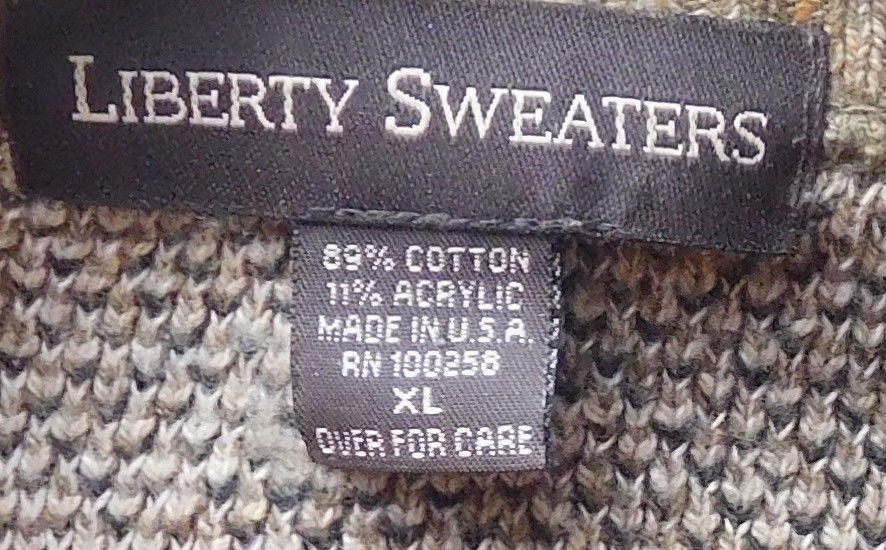 LIBERTY SWEATERS
89% COTTON
11% ACRYLIC
MADE IN U.S.A.
RN 100258
XL
OVER FOR CARE